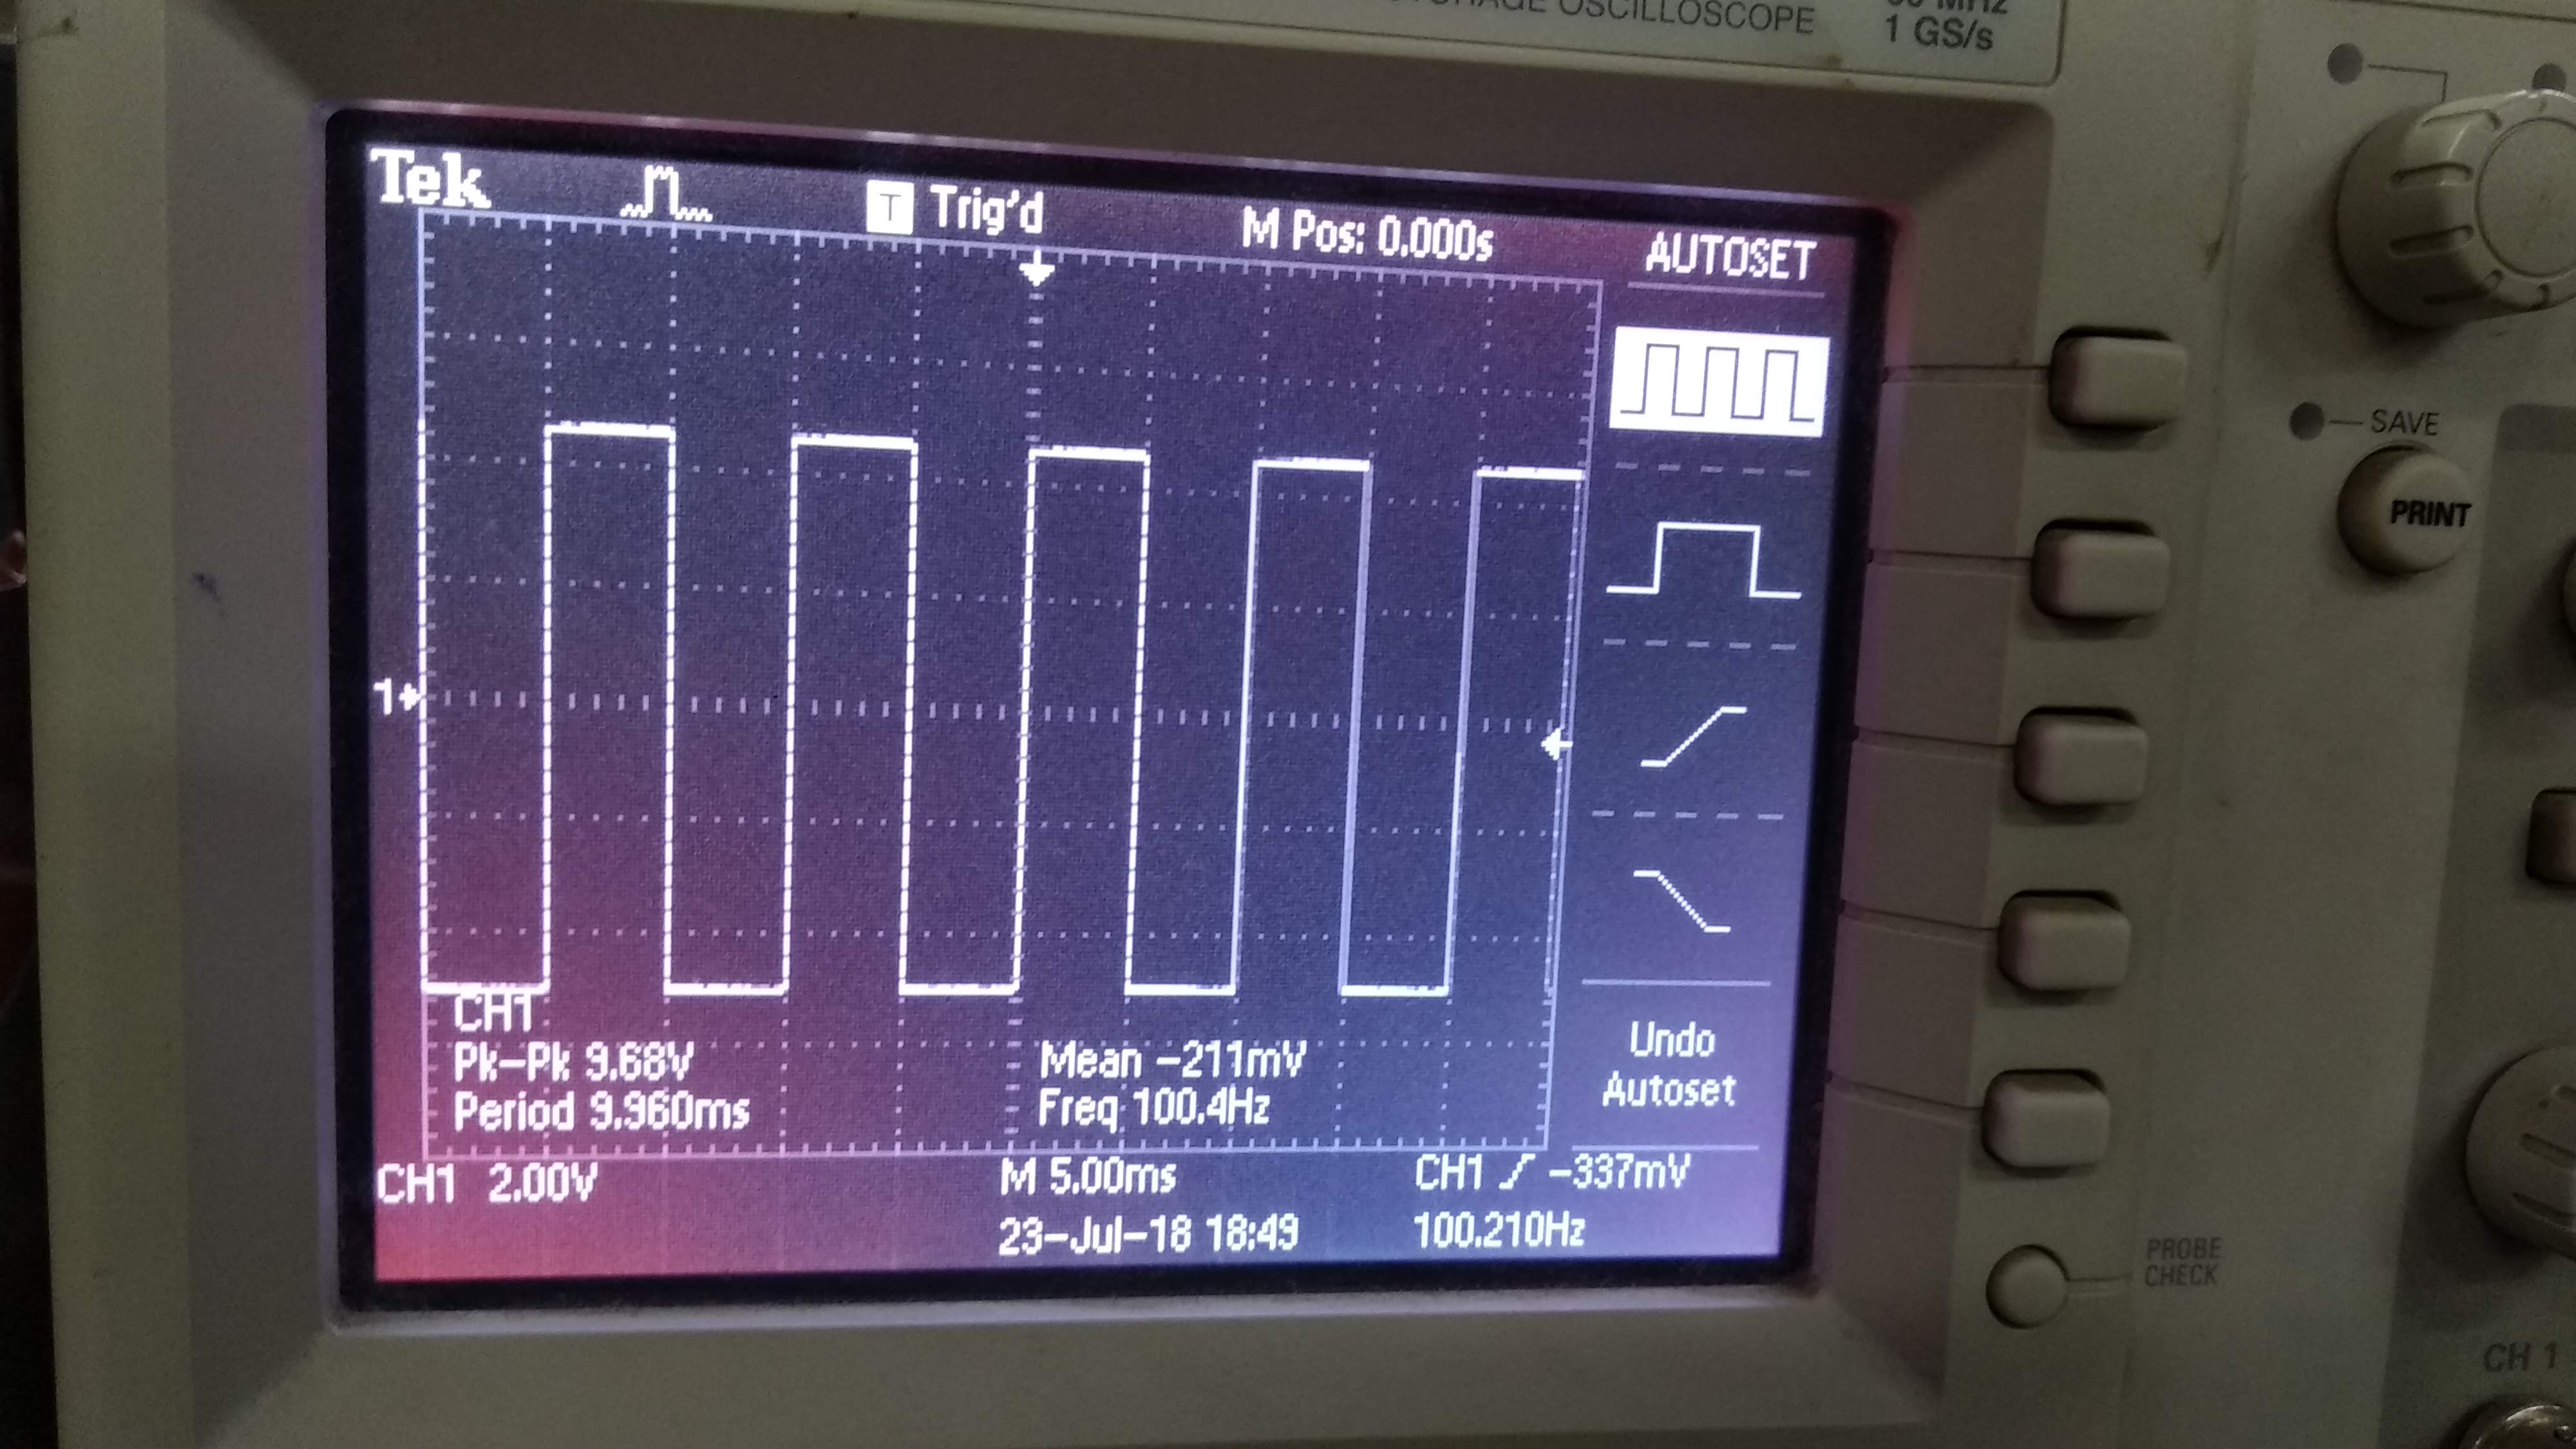 STORAGE OSCILLOSCOPE
MHz
1 GS/s
Tek
T Trig'd
M Pos: 0.000s
AUTOSET
SAVE
PRINT
1
CH1
Pk-Pk 9.68V
Mean -211mV
Period 9.960ms
Freq 100.4Hz
Undo
Autoset
CH1 2.00V
M 5.00ms
CH1 -337mV
23-Jul-18 18:49
100.210Hz
PROBE
CHECK
CH 1